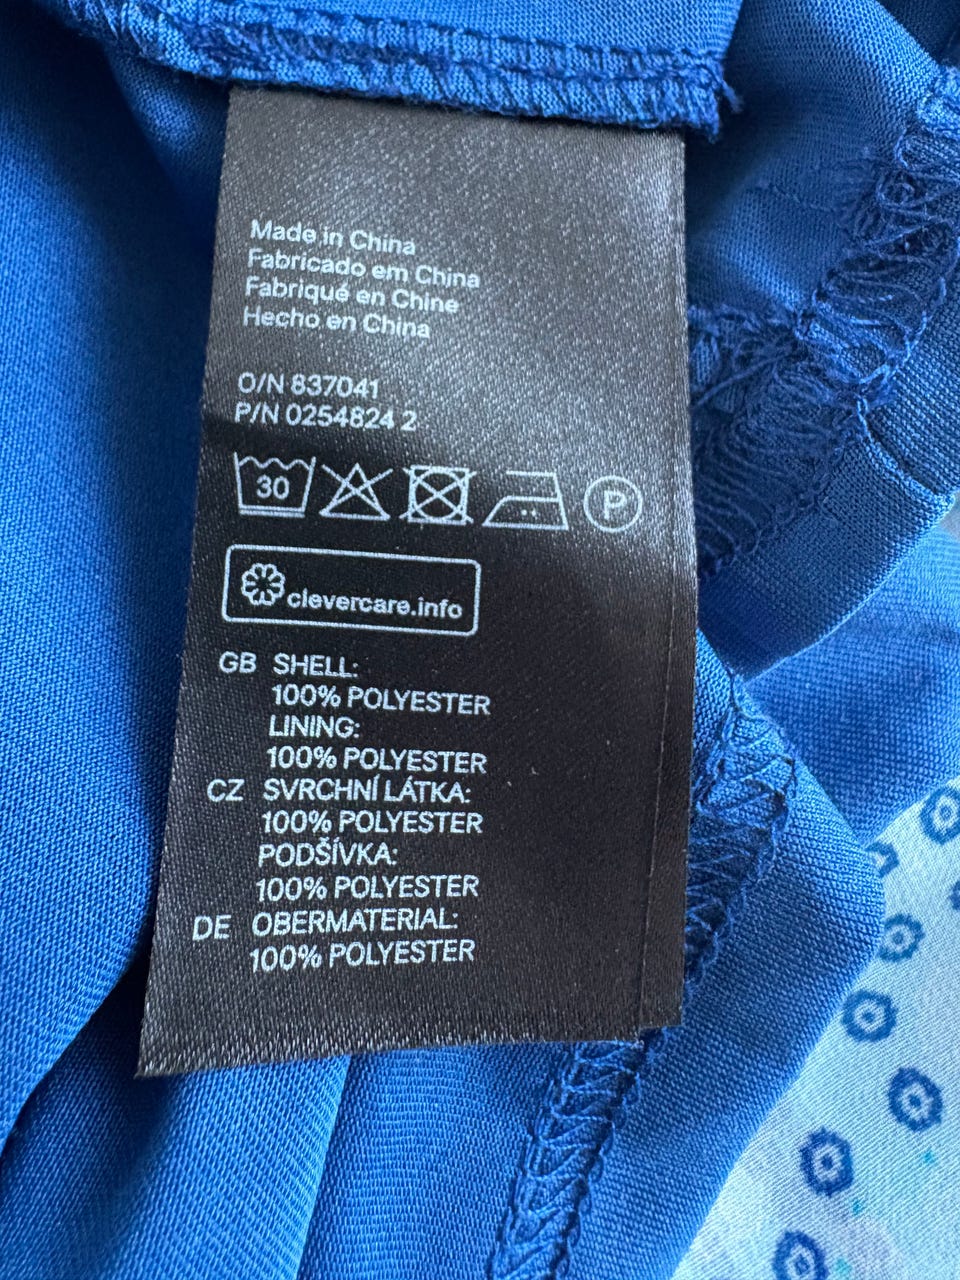 Made in China
Fabricado em China
Fabriqué en Chine
Hecho en China
O/N 837041
P/N 0254824 2
30 P
clevercare.info
GB SHELL:
100% POLYESTER
LINING:
100% POLYESTER
CZ SVRCHNÍ LÁTKA:
100% POLYESTER
PODŠÍVKA:
100% POLYESTER
DE OBERMATERIAL:
100% POLYESTER